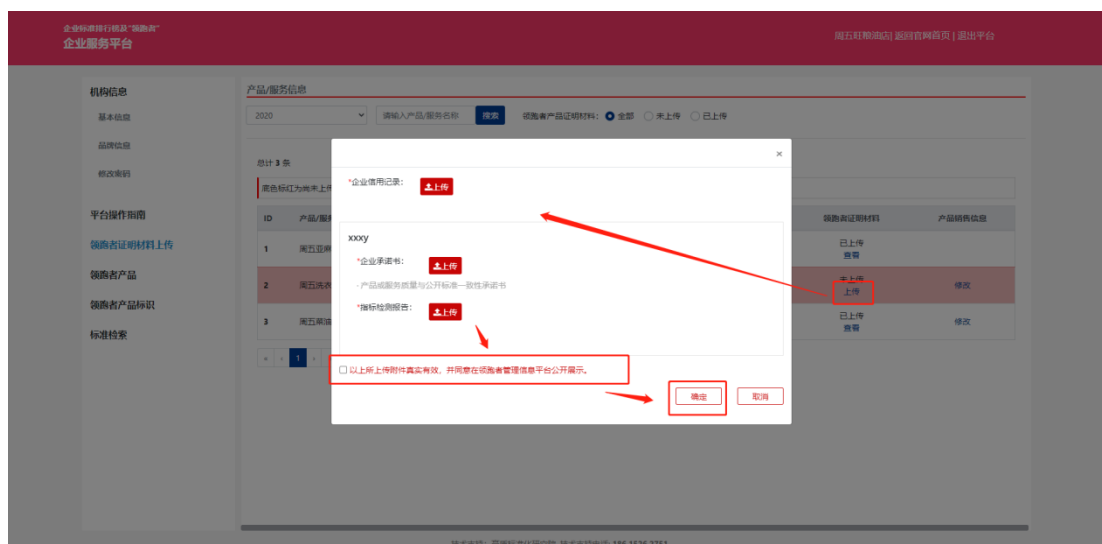 企业标准排行榜及"领跑者"
企业服务平台
周五旺粮油店| 返回官网首页 | 退出平台
机构信息
基本信息
品牌信息
修改密码
平台操作指南
领跑者证明材料上传
领跑者产品
领跑者产品标识
标准检索
产品/服务信息
2020 请输入产品/服务名称 搜索 领跑者产品证明材料: 全部 未上传 已上传
总计 3 条
底色标红为尚未上传
ID 产品/服务 领跑者证明材料 产品销售信息
1 周五亚麻 已上传 查看
2 周五洗衣 未上传 上传 修改
3 周五菜油 已上传 查看 修改
« ‹ 1 ›
×
*企业信用记录: 上传
xxxy
*企业承诺书: 上传
· 产品或服务质量与公开标准一致性承诺书
*指标检测报告: 上传
以上所上传附件真实有效，并同意在领跑者管理信息平台公开展示。
确定 取消